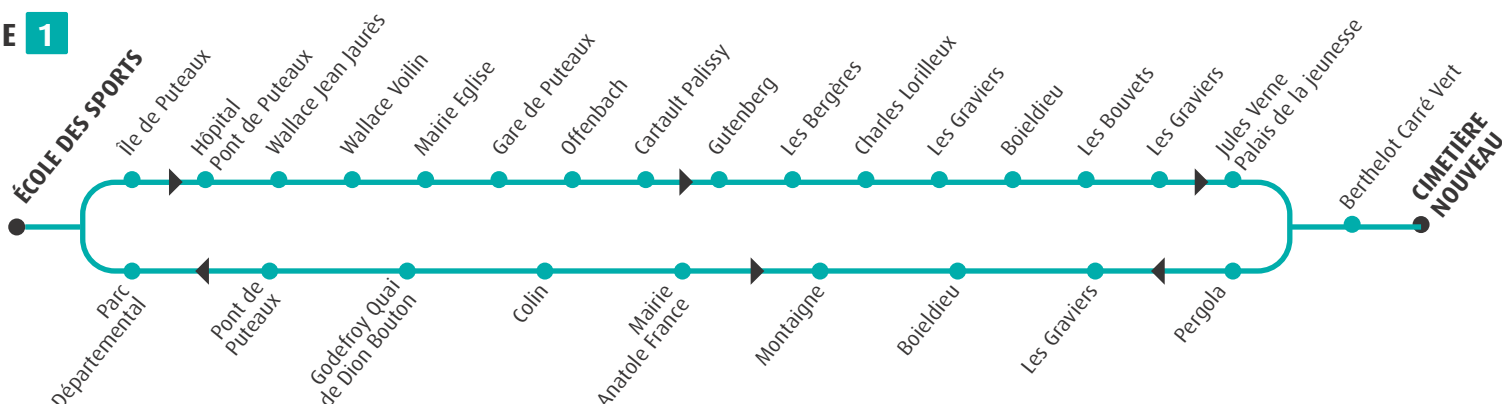 E 1
ÉCOLE DES SPORTS
Île de Puteaux
Hôpital
Pont de Puteaux
Wallace Jean Jaurès
Wallace Voilin
Mairie Eglise
Gare de Puteaux
Offenbach
Cartault Palissy
Gutenberg
Les Bergères
Charles Lorilleux
Les Graviers
Boieldieu
Les Bouvets
Les Graviers
Jules Verne
Palais de la jeunesse
Berthelot Carré Vert
CIMETIÈRE
NOUVEAU
Parc
Départemental
Pont de
Puteaux
Godefroy Quai
de Dion Bouton
Colin
Mairie
Anatole France
Montaigne
Boieldieu
Les Graviers
Pergola